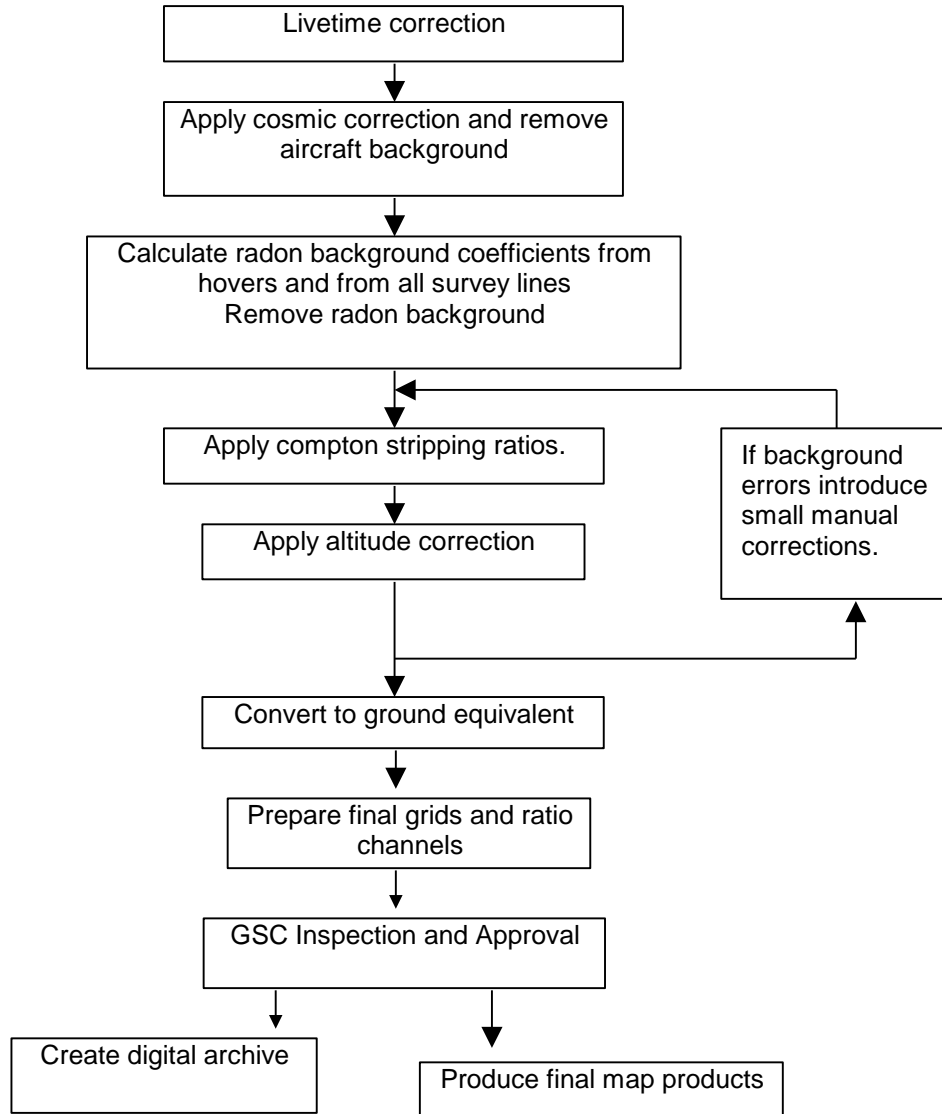 Livetime correction
Apply cosmic correction and remove
aircraft background
Calculate radon background coefficients from
hovers and from all survey lines
Remove radon background
Apply compton stripping ratios.
If background
errors introduce
small manual
corrections.
Apply altitude correction
Convert to ground equivalent
Prepare final grids and ratio
channels
GSC Inspection and Approval
Create digital archive
Produce final map products